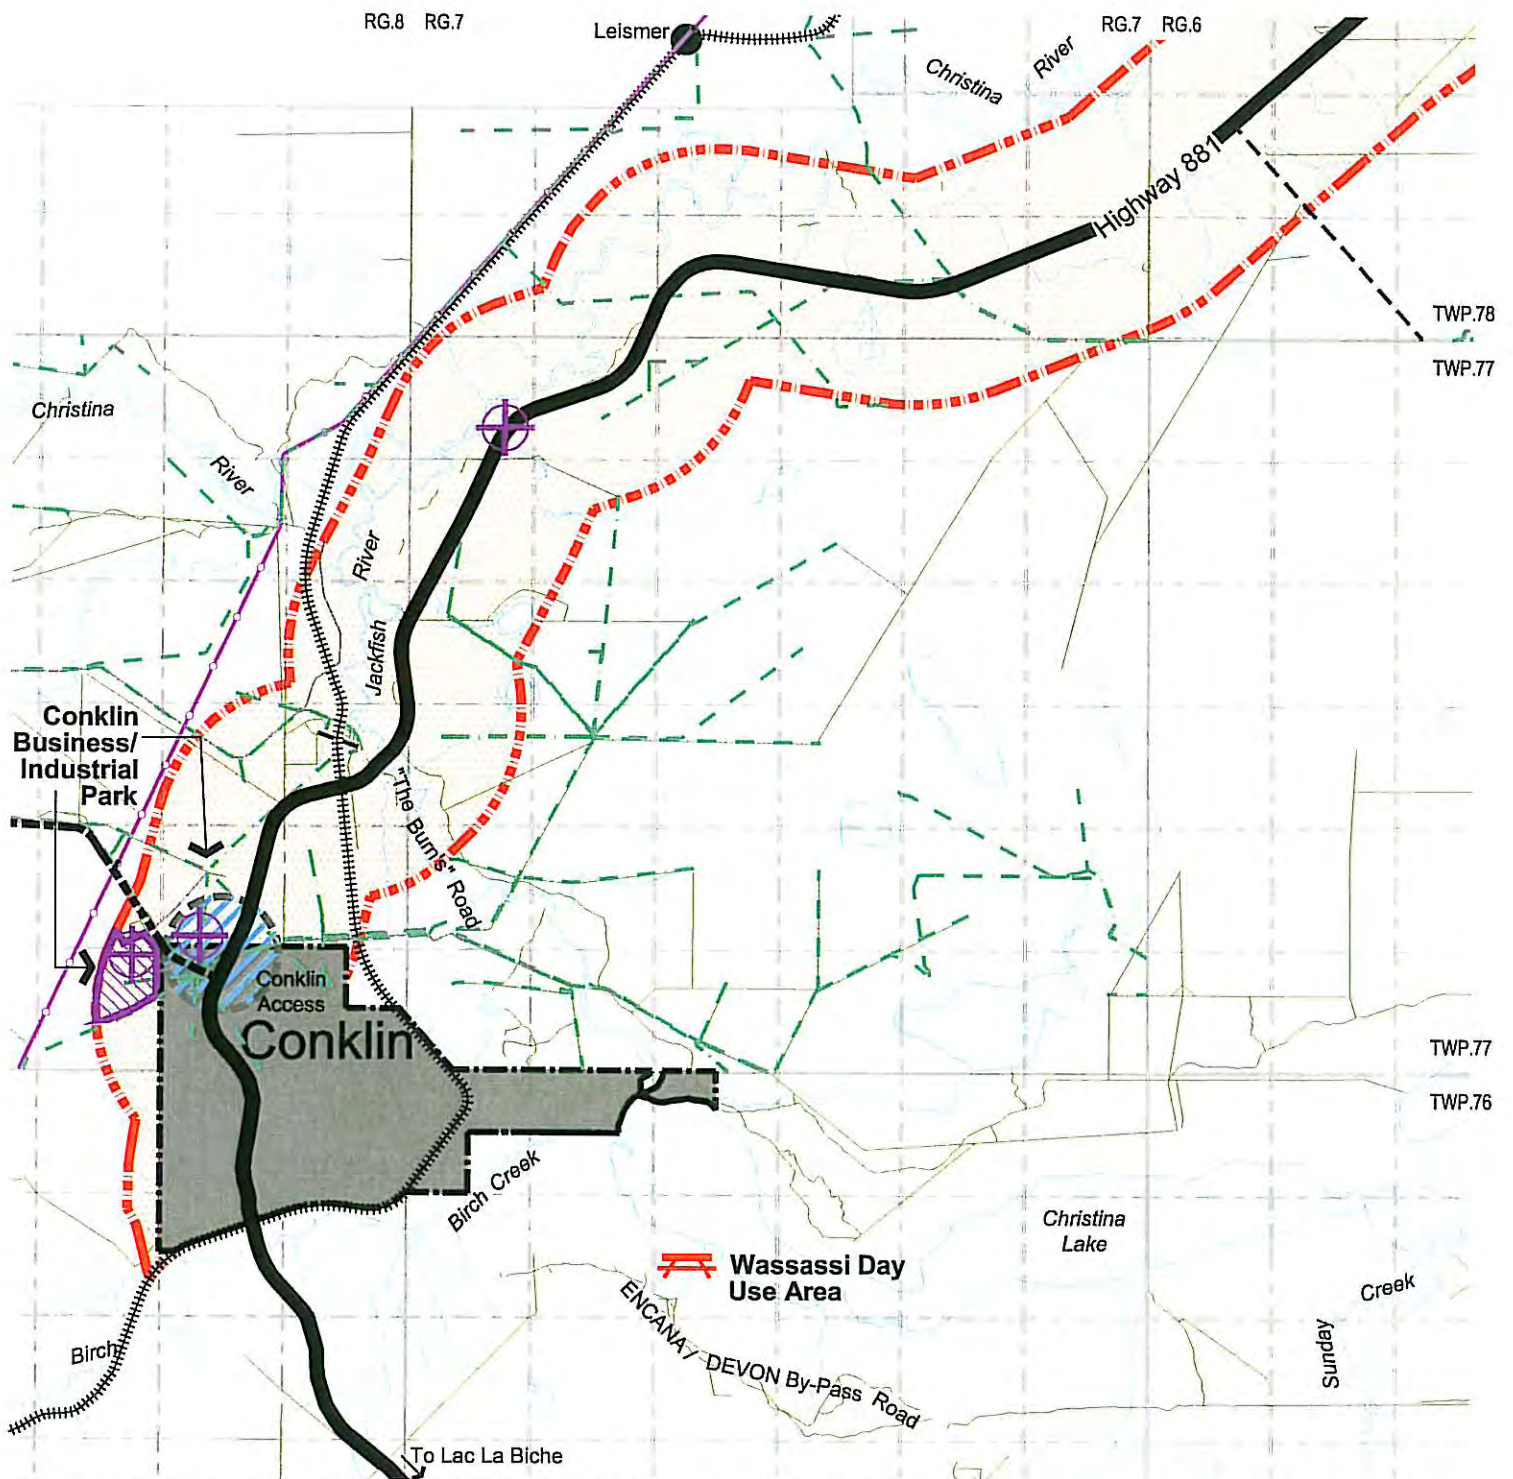 RG.8 RG.7
Leismer
RG.7 RG.6
Christina
River
Highway 881
TWP.78
TWP.77
Christina
River
River
Jackfish
Conklin
Business/
Industrial
Park
"The Burn's" Road
Conklin
Access
Conklin
TWP.77
TWP.76
Birch Creek
Christina
Lake
Wassassi Day
Use Area
ENCANA / DEVON By-Pass Road
Creek
Sunday
Birch
To Lac La Biche